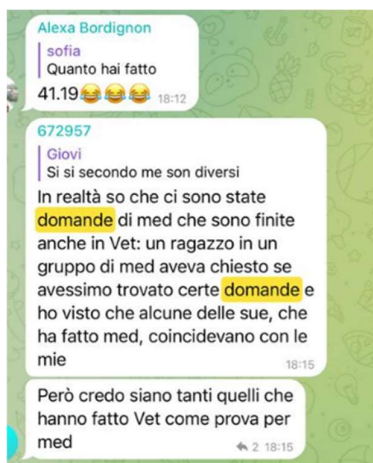 Alexa Bordignon
sofia
Quanto hai fatto
41.19😂😂😂 18:12
672957
Giovi
Si si secondo me son diversi
In realtà so che ci sono state
domande di med che sono finite
anche in Vet: un ragazzo in un
gruppo di med aveva chiesto se
avessimo trovato certe domande e
ho visto che alcune delle sue, che
ha fatto med, coincidevano con le
mie
18:15
Però credo siano tanti quelli che
hanno fatto Vet come prova per
med
2 18:15